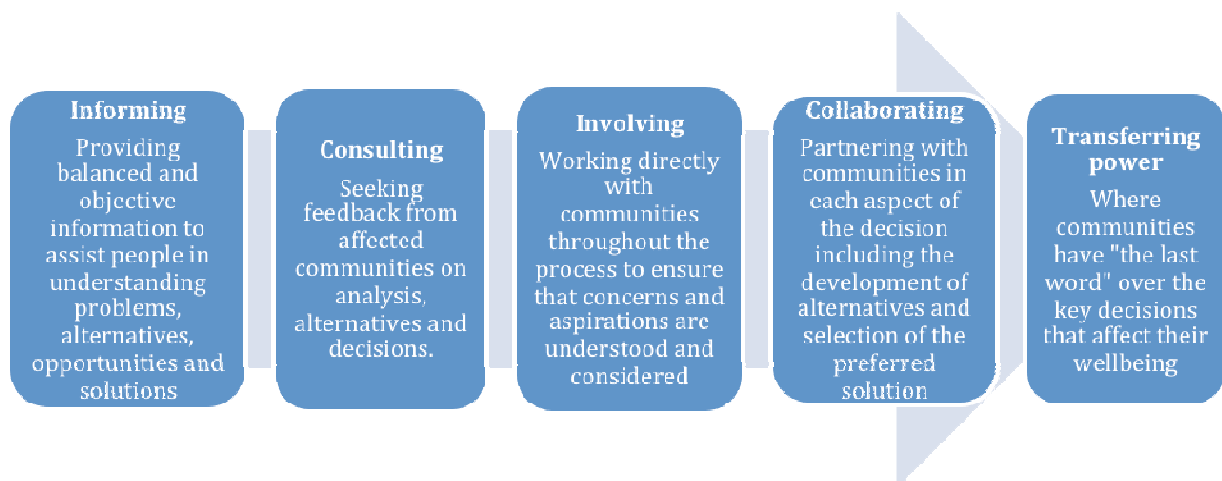 Informing
Providing
balanced and
objective
information to
assist people in
understanding
problems,
alternatives,
opportunities and
solutions
Consulting
Seeking
feedback from
affected
communities on
analysis,
alternatives and
decisions.
Involving
Working directly
with
communities
throughout the
process to ensure
that concerns and
aspirations are
understood and
considered
Collaborating
Partnering with
communities in
each aspect of
the decision
including the
development of
alternatives and
selection of the
preferred
solution
Transferring
power
Where
communities
have "the last
word" over the
key decisions
that affect their
wellbeing